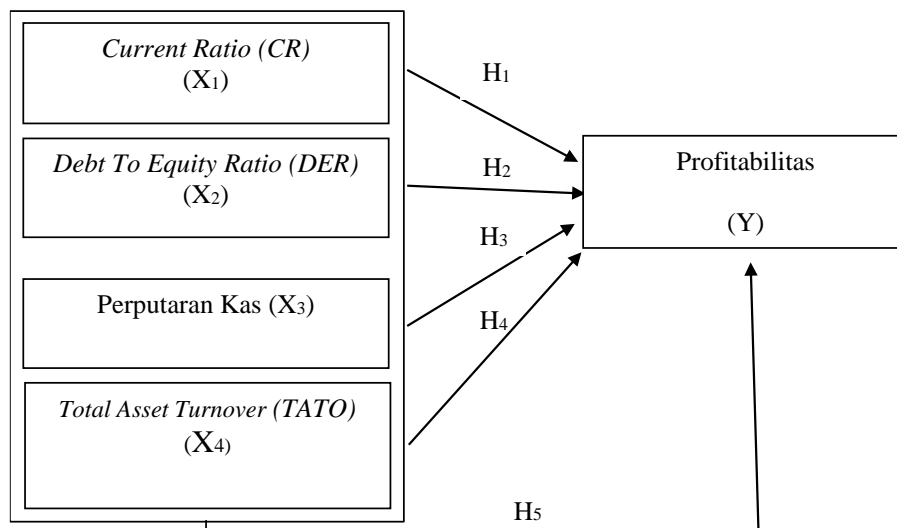 Current Ratio (CR)
(X1)
H1
Debt To Equity Ratio (DER)
(X2)
H2
Profitabilitas
(Y)
H3
Perputaran Kas (X3)
H4
Total Asset Turnover (TATO)
(X4)
H5